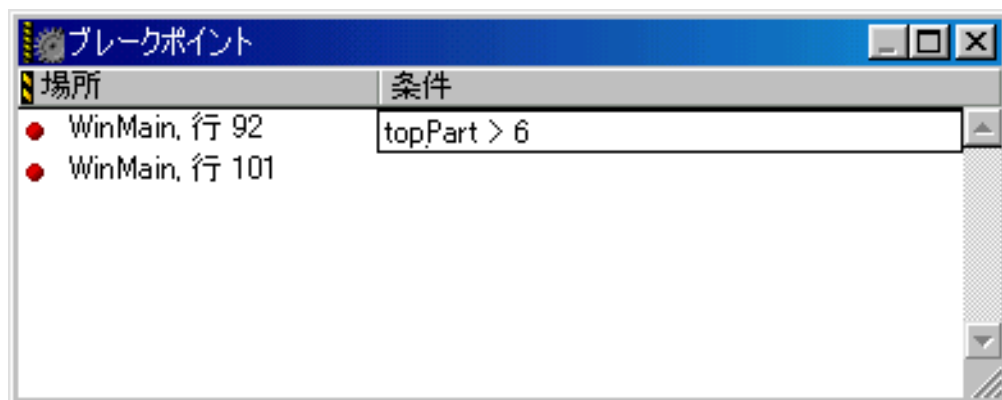 ブレークポイント
場所 条件
WinMain, 行 92 topPart > 6
WinMain, 行 101